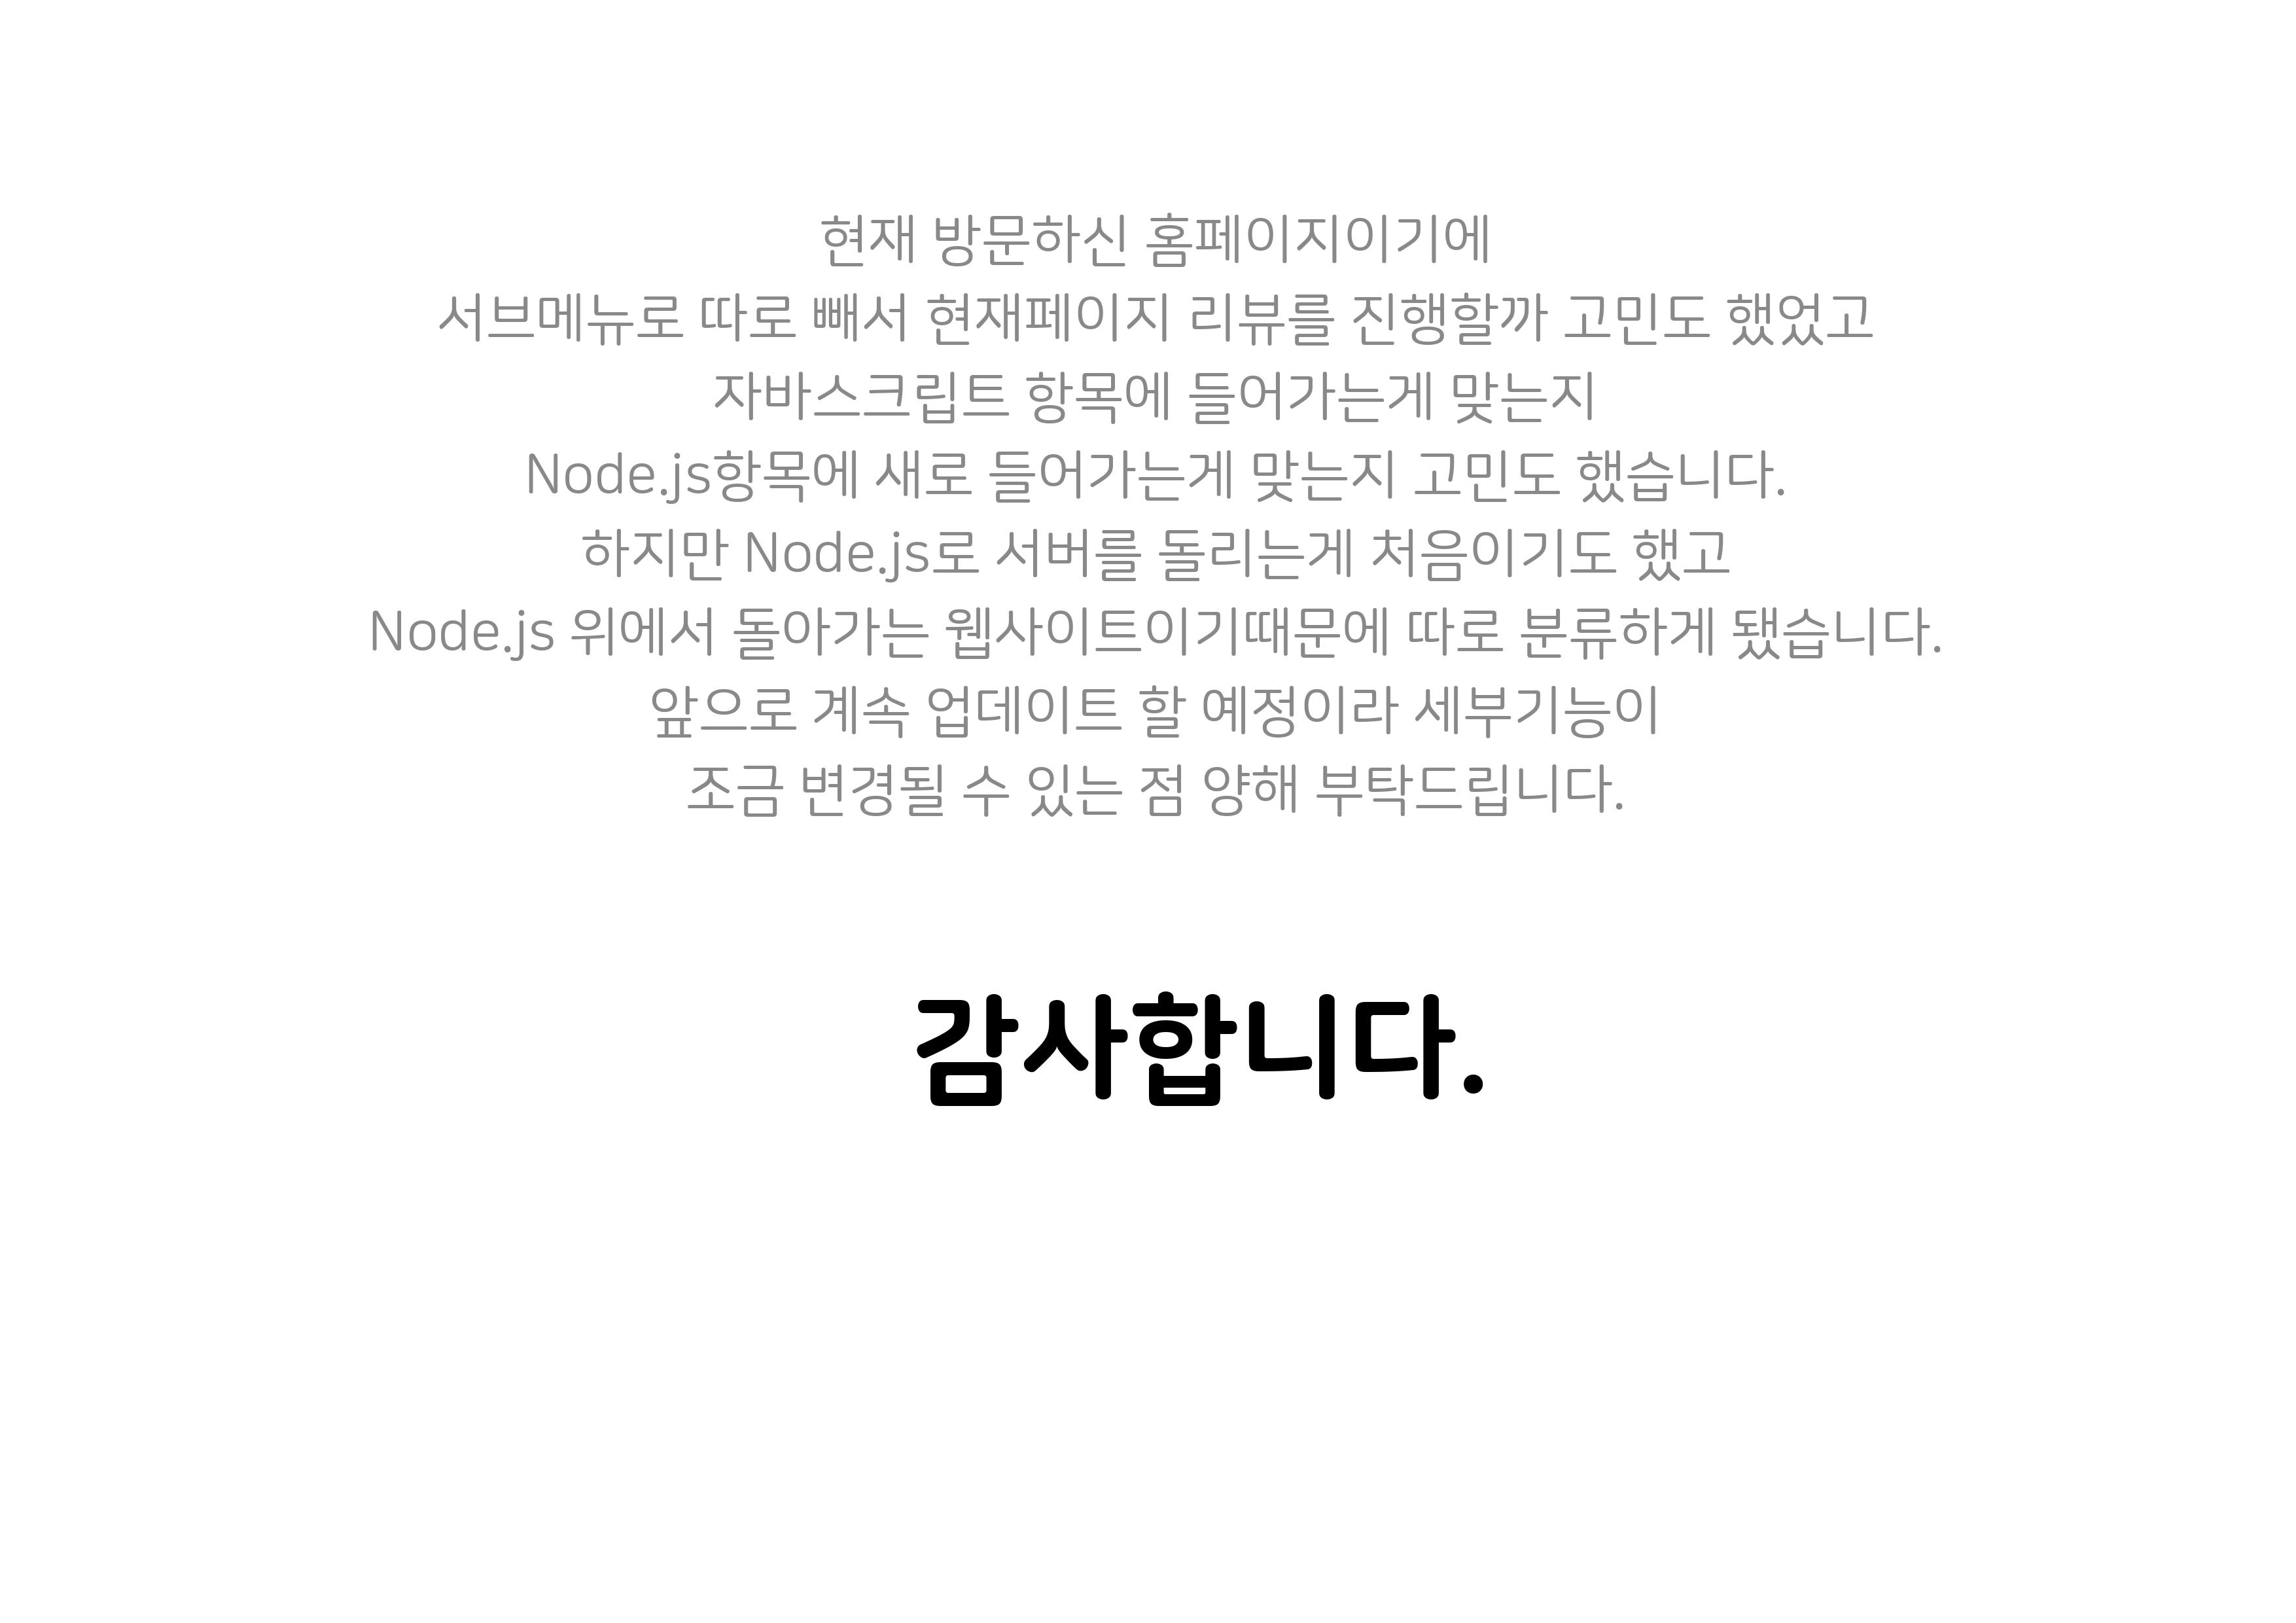 현재 방문하신 홈페이지이기에
서브메뉴로 따로 빼서 현재페이지 리뷰를 진행할까 고민도 했었고
자바스크립트 항목에 들어가는게 맞는지
Node.js항목에 새로 들어가는게 맞는지 고민도 했습니다.
하지만 Node.js로 서버를 돌리는게 처음이기도 했고
Node.js 위에서 돌아가는 웹사이트이기때문에 따로 분류하게 됐습니다.
앞으로 계속 업데이트 할 예정이라 세부기능이
조금 변경될 수 있는 점 양해 부탁드립니다.
감사합니다.